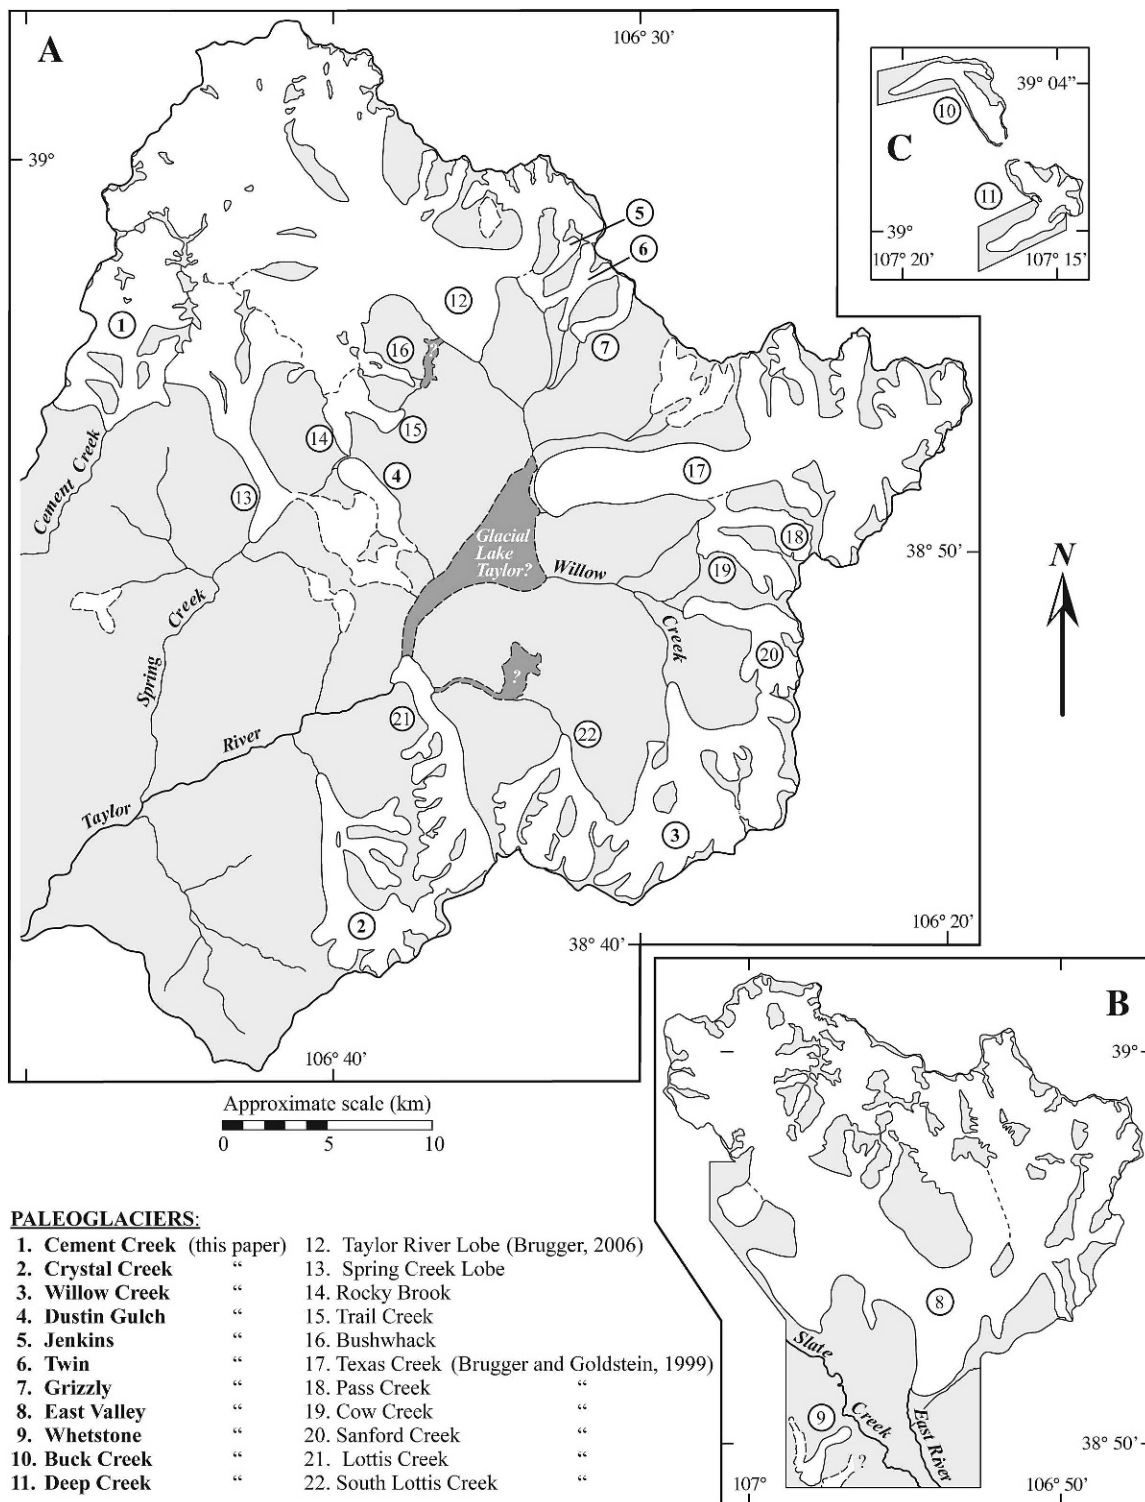 A
106° 30'
39°
5
6
12
1
7
16
?
15
14
4
17
13
Cement Creek
18
Glacial
Lake
Taylor?
Willow
Creek
19
38° 50'
N
20
Spring Creek
?
21
22
River
Taylor
3
2
106° 20'
38° 40'
106° 40'
39° 04"
10
C
11
39°
107° 20'
107° 15'
B
39°
8
Slate
Creek
East River
9
?
38° 50'
107°
106° 50'
Approximate scale (km)
0 5 10
PALEOGLACIERS:
1. Cement Creek (this paper)
2. Crystal Creek “
3. Willow Creek “
4. Dustin Gulch “
5. Jenkins “
6. Twin “
7. Grizzly “
8. East Valley “
9. Whetstone “
10. Buck Creek “
11. Deep Creek “
12. Taylor River Lobe (Brugger, 2006)
13. Spring Creek Lobe
14. Rocky Brook
15. Trail Creek
16. Bushwhack
17. Texas Creek (Brugger and Goldstein, 1999)
18. Pass Creek “
19. Cow Creek “
20. Sanford Creek “
21. Lottis Creek “
22. South Lottis Creek “